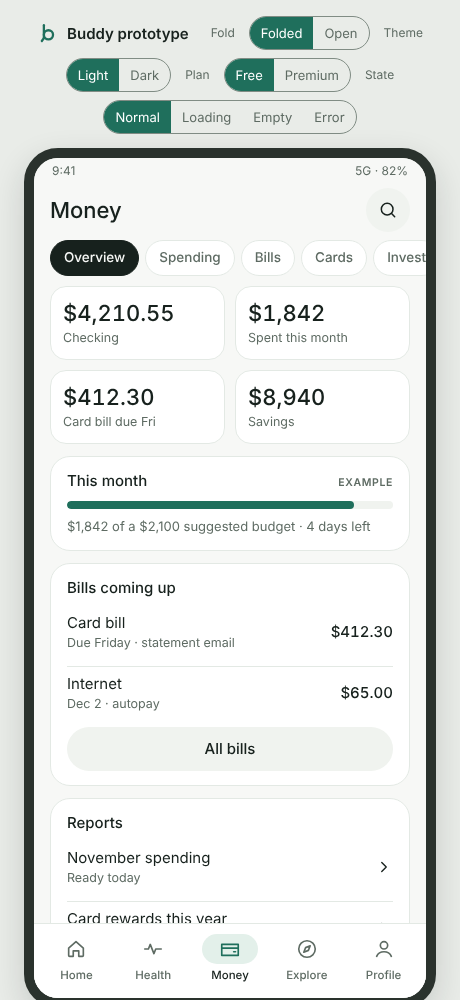 Buddy prototype Fold Folded Open Theme
Light Dark Plan Free Premium State
Normal Loading Empty Error
9:41 5G · 82%
Money
Overview Spending Bills Cards Invest
$4,210.55 $1,842
Checking Spent this month
$412.30 $8,940
Card bill due Fri Savings
This month EXAMPLE
$1,842 of a $2,100 suggested budget · 4 days left
Bills coming up
Card bill $412.30
Due Friday · statement email
Internet $65.00
Dec 2 · autopay
All bills
Reports
November spending
Ready today
Card rewards this year
Home Health Money Explore Profile